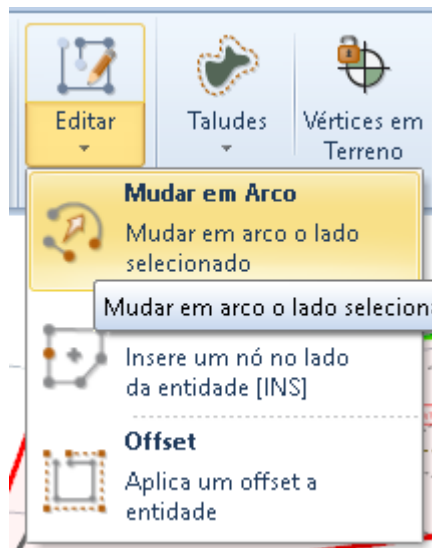 Editar
Taludes
Vértices em
Terreno
Mudar em Arco
Mudar em arco o lado
selecionado
Mudar em arco o lado selecion
Insere um nó no lado
da entidade [INS]
Offset
Aplica um offset a
entidade